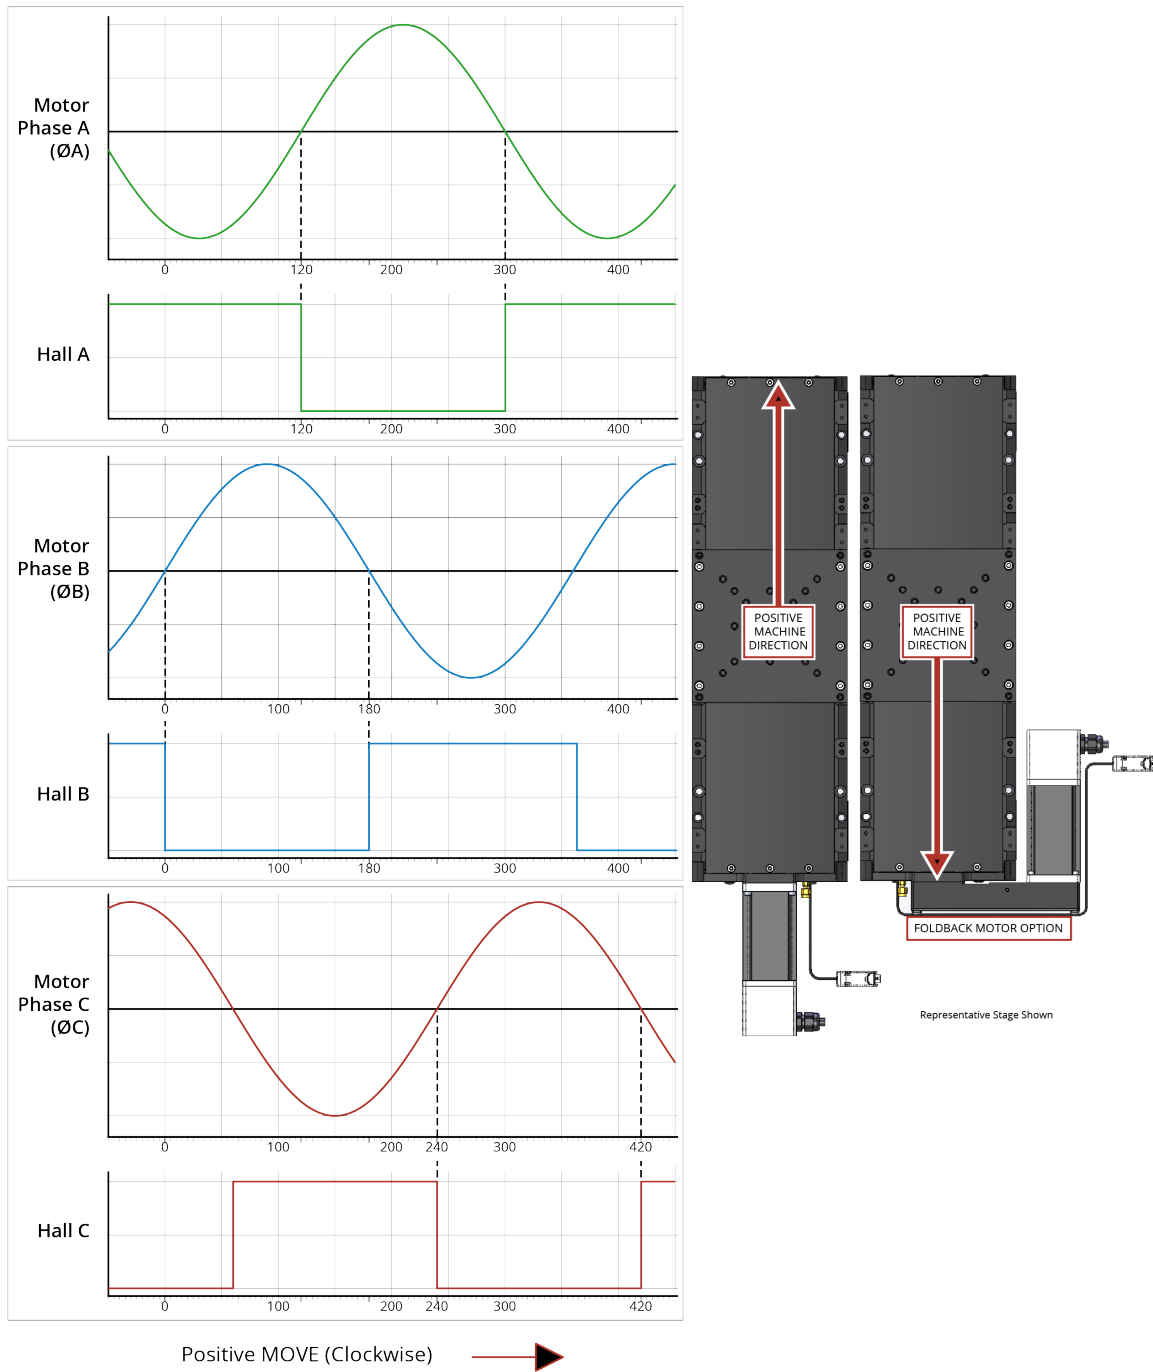 Motor
Phase A
(ØA)
0 120 200 300 400
Hall A
0 120 200 300 400
Motor
Phase B
(ØB)
0 100 180 300 400
Hall B
0 100 180 300 400
Motor
Phase C
(ØC)
0 100 200 240 300 420
Hall C
0 100 200 240 300 420
Positive MOVE (Clockwise)
POSITIVE
MACHINE
DIRECTION
POSITIVE
MACHINE
DIRECTION
FOLDBACK MOTOR OPTION
Representative Stage Shown